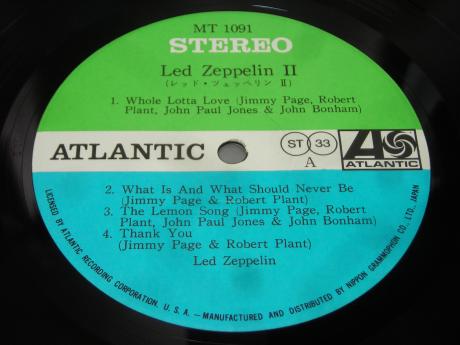 MT 1091
STEREO
Led Zeppelin II
(レッド・ツェッペリン II)
1. Whole Lotta Love (Jimmy Page, Robert
Plant, John Paul Jones & John Bonham)
ATLANTIC
ST 33
A
ATLANTIC
2. What Is And What Should Never Be
(Jimmy Page & Robert Plant)
3. The Lemon Song (Jimmy Page, Robert
Plant, John Paul Jones & John Bonham)
4. Thank You
(Jimmy Page & Robert Plant)
Led Zeppelin
LICENSED BY ATLANTIC RECORDING CORPORATION, U. S. A. — MANUFACTURED AND DISTRIBUTED BY NIPPON GRAMMOPHON CO., LTD., JAPAN